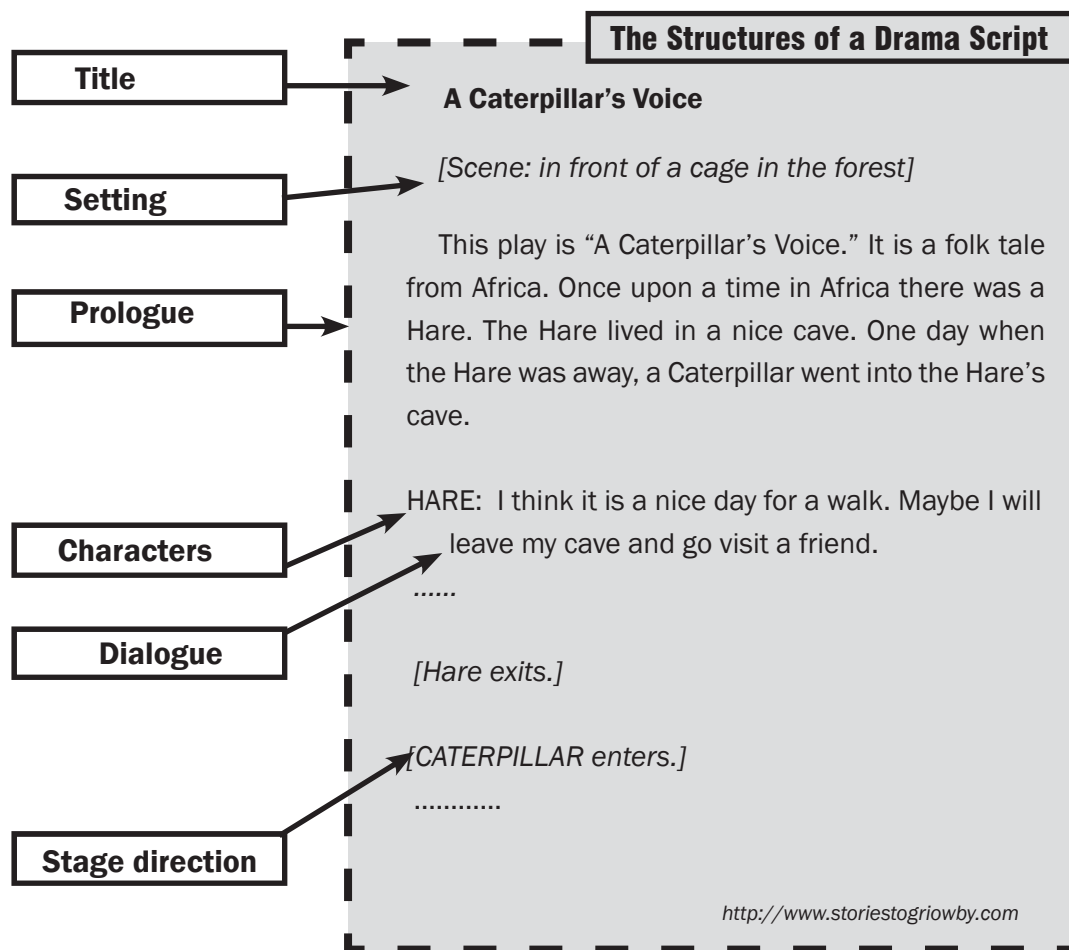 The Structures of a Drama Script
Title
A Caterpillar’s Voice
Setting
[Scene: in front of a cage in the forest]
Prologue
This play is “A Caterpillar’s Voice.” It is a folk tale
from Africa. Once upon a time in Africa there was a
Hare. The Hare lived in a nice cave. One day when
the Hare was away, a Caterpillar went into the Hare’s
cave.
Characters
HARE: I think it is a nice day for a walk. Maybe I will
leave my cave and go visit a friend.
......
Dialogue
[Hare exits.]
[CATERPILLAR enters.]
............
Stage direction
http://www.storiestogriowby.com